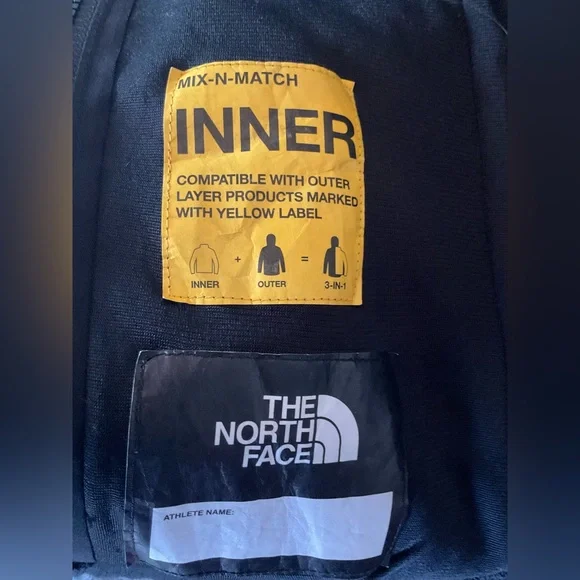 MIX-N-MATCH
INNER
COMPATIBLE WITH OUTER
LAYER PRODUCTS MARKED
WITH YELLOW LABEL
+ =
INNER OUTER 3-IN-1
THE
NORTH
FACE
ATHLETE NAME: